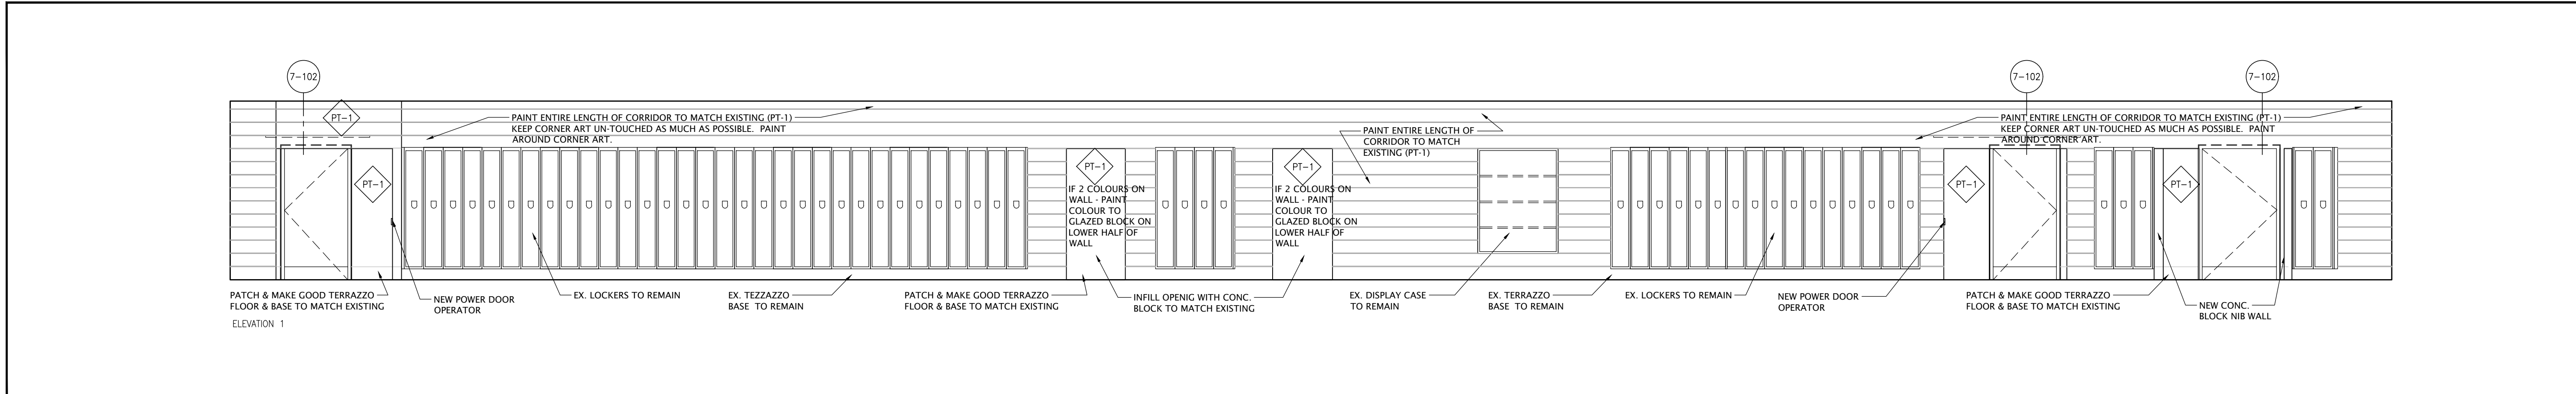 7-102
7-102
7-102
PT-1
PAINT ENTIRE LENGTH OF CORRIDOR TO MATCH EXISTING (PT-1)
KEEP CORNER ART UN-TOUCHED AS MUCH AS POSSIBLE.  PAINT
AROUND CORNER ART.
PAINT ENTIRE LENGTH OF
CORRIDOR TO MATCH
EXISTING (PT-1)
PAINT ENTIRE LENGTH OF CORRIDOR TO MATCH EXISTING (PT-1)
KEEP CORNER ART UN-TOUCHED AS MUCH AS POSSIBLE.  PAINT
AROUND CORNER ART.
PT-1
PT-1
IF 2 COLOURS ON
WALL - PAINT
COLOUR TO
GLAZED BLOCK ON
LOWER HALF OF
WALL
PT-1
IF 2 COLOURS ON
WALL - PAINT
COLOUR TO
GLAZED BLOCK ON
LOWER HALF OF
WALL
PT-1
PT-1
PATCH & MAKE GOOD TERRAZZO
FLOOR & BASE TO MATCH EXISTING
NEW POWER DOOR
OPERATOR
EX. LOCKERS TO REMAIN
EX. TEZZAZZO
BASE  TO REMAIN
PATCH & MAKE GOOD TERRAZZO
FLOOR & BASE TO MATCH EXISTING
INFILL OPENIG WITH CONC.
BLOCK TO MATCH EXISTING
EX. DISPLAY CASE
TO REMAIN
EX. TERRAZZO
BASE  TO REMAIN
EX. LOCKERS TO REMAIN
NEW POWER DOOR
OPERATOR
PATCH & MAKE GOOD TERRAZZO
FLOOR & BASE TO MATCH EXISTING
NEW CONC.
BLOCK NIB WALL
ELEVATION 1